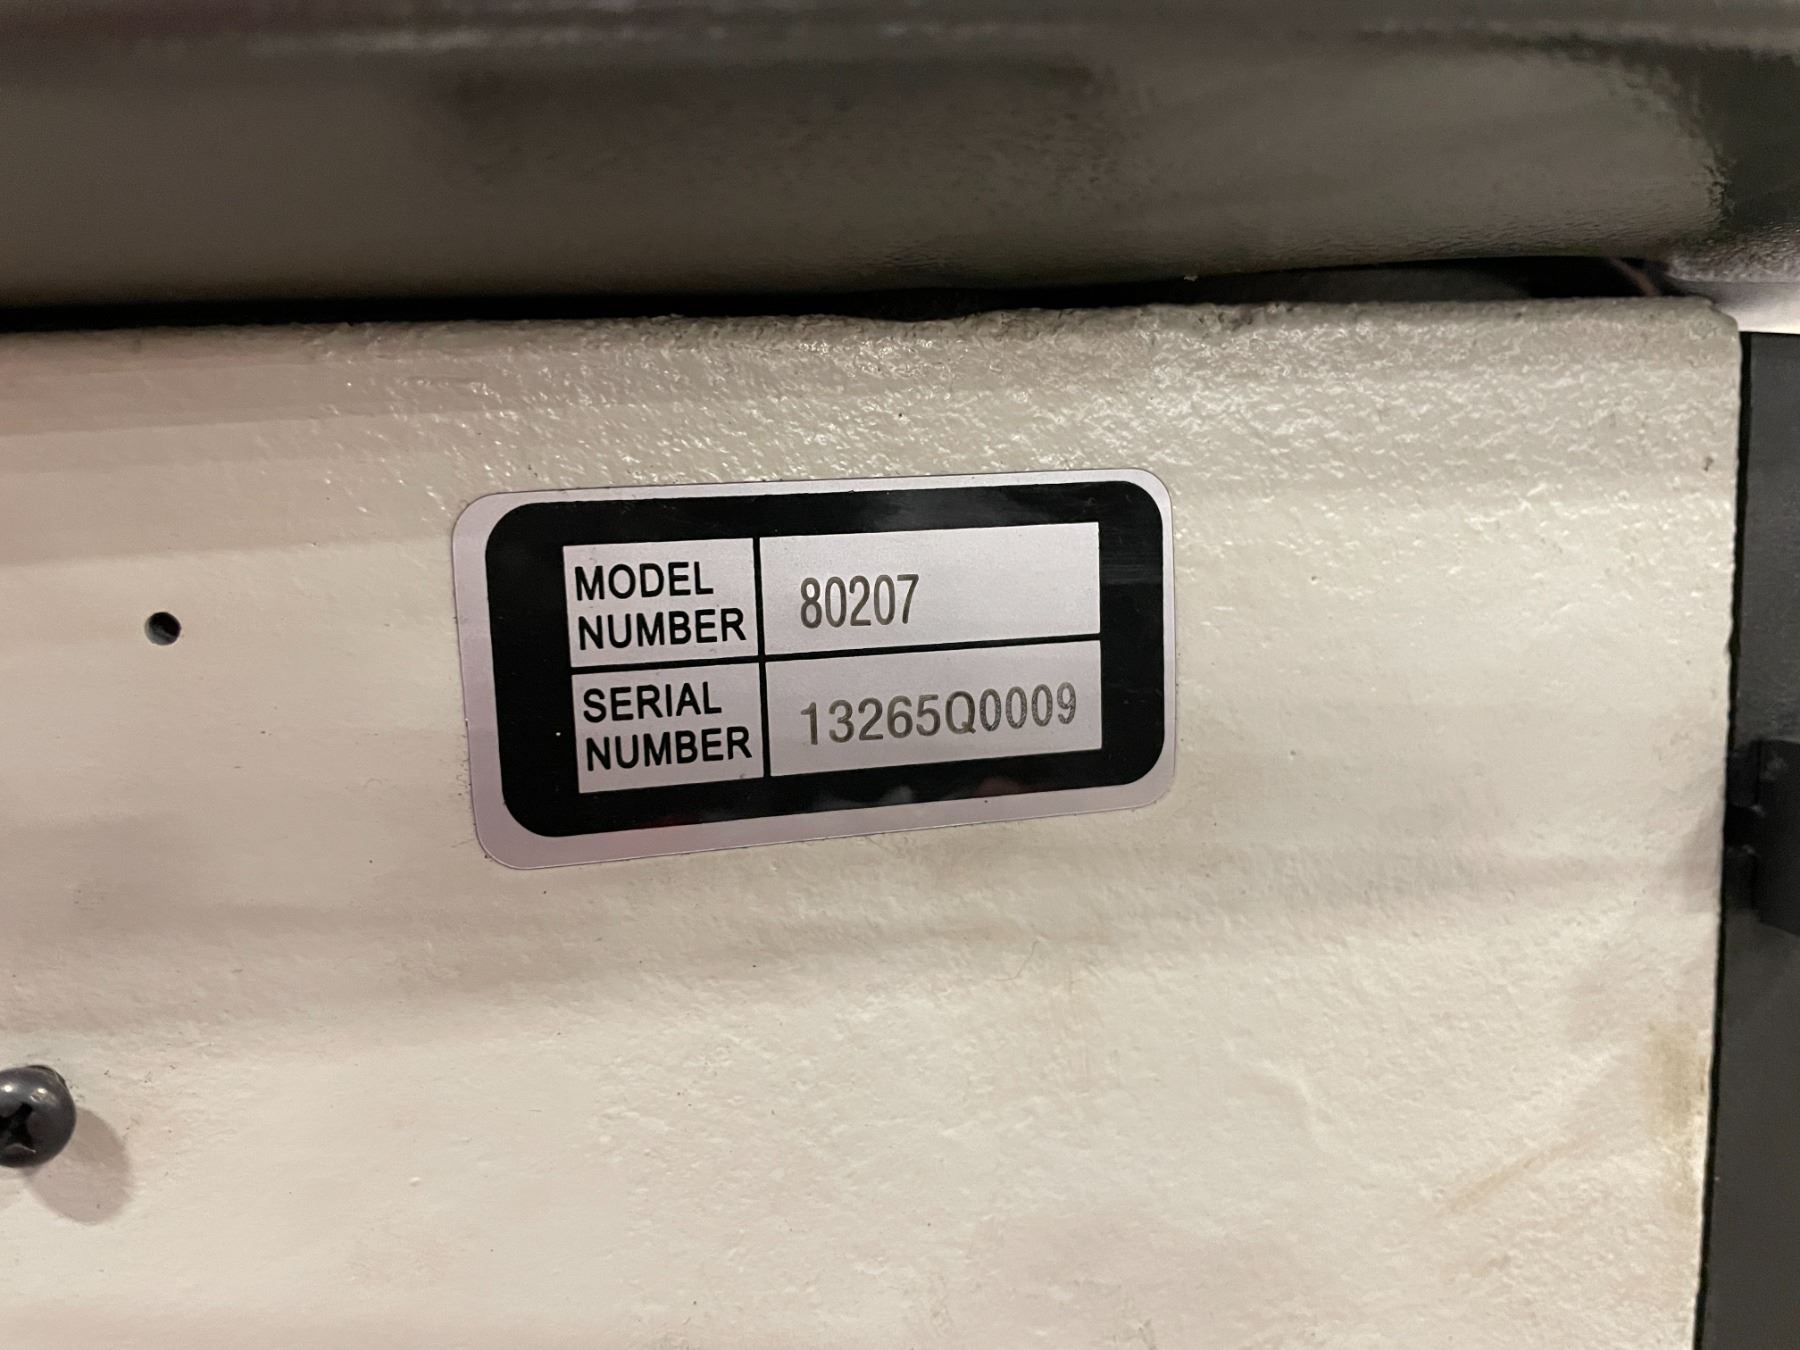 MODEL
NUMBER
80207
SERIAL
NUMBER
13265Q0009